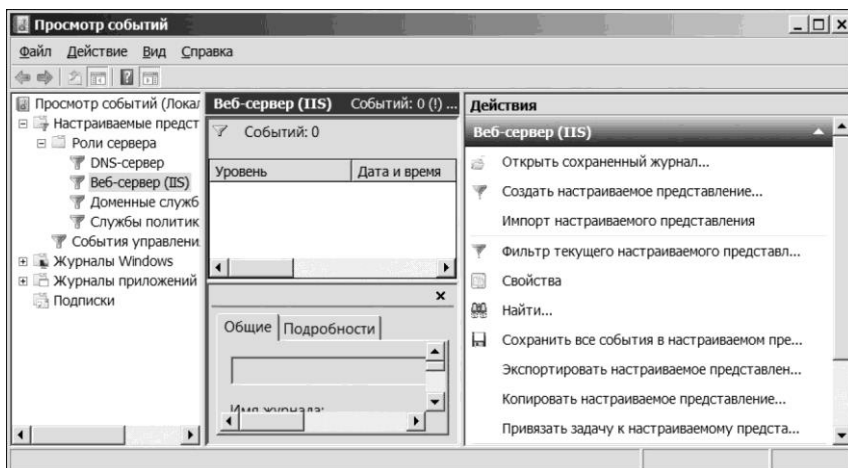 Просмотр событий
Файл Действие Вид Справка
Просмотр событий (Локал
Настраиваемые предст
Роли сервера
DNS-сервер
Веб-сервер (IIS)
Доменные служб
Службы политик
События управлени
Журналы Windows
Журналы приложений
Подписки
Веб-сервер (IIS) Событий: 0 (!) ...
Событий: 0
Уровень Дата и время
Общие Подробности
Имя журнала:
Действия
Веб-сервер (IIS)
Открыть сохраненный журнал...
Создать настраиваемое представление...
Импорт настраиваемого представления
Фильтр текущего настраиваемого представл...
Свойства
Найти...
Сохранить все события в настраиваемом пре...
Экспортировать настраиваемое представлен...
Копировать настраиваемое представление...
Привязать задачу к настраиваемому предста...